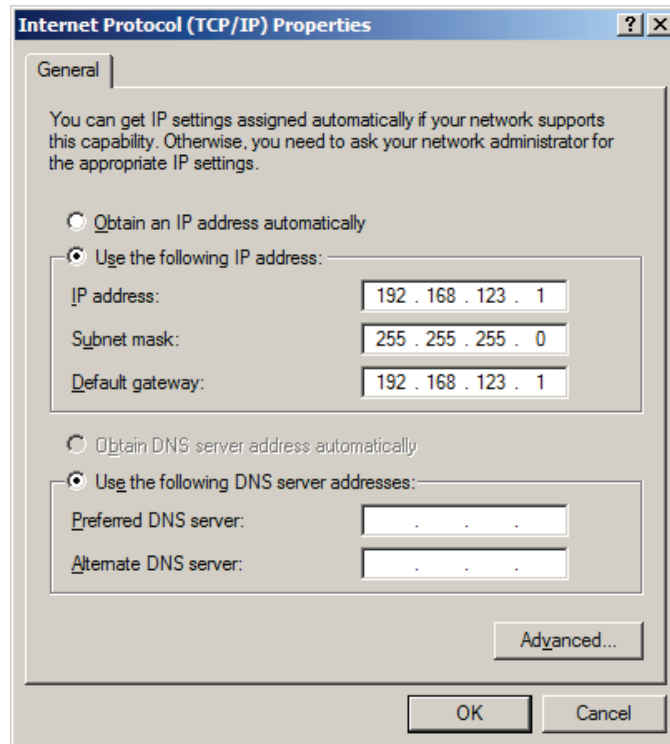 Internet Protocol (TCP/IP) Properties
General
You can get IP settings assigned automatically if your network supports
this capability. Otherwise, you need to ask your network administrator for
the appropriate IP settings.
Obtain an IP address automatically
Use the following IP address:
IP address: 192 . 168 . 123 . 1
Subnet mask: 255 . 255 . 255 . 0
Default gateway: 192 . 168 . 123 . 1
Obtain DNS server address automatically
Use the following DNS server addresses:
Preferred DNS server: . . .
Alternate DNS server: . . .
Advanced...
OK Cancel